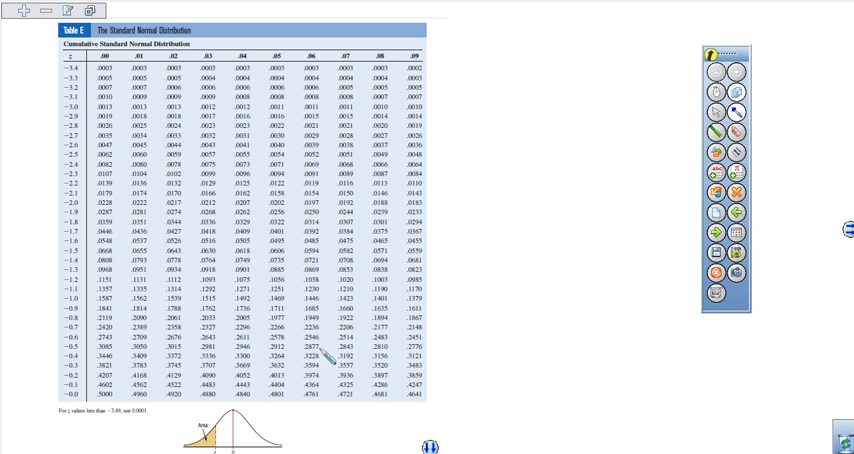 Table E The Standard Normal Distribution
Cumulative Standard Normal Distribution
z .00 .01 .02 .03 .04 .05 .06 .07 .08 .09
−3.4 .0003 .0003 .0003 .0003 .0003 .0003 .0003 .0003 .0003 .0002
−3.3 .0005 .0005 .0005 .0004 .0004 .0004 .0004 .0004 .0004 .0003
−3.2 .0007 .0007 .0006 .0006 .0006 .0006 .0006 .0005 .0005 .0005
−3.1 .0010 .0009 .0009 .0009 .0008 .0008 .0008 .0008 .0007 .0007
−3.0 .0013 .0013 .0013 .0012 .0012 .0011 .0011 .0011 .0010 .0010
−2.9 .0019 .0018 .0018 .0017 .0016 .0016 .0015 .0015 .0014 .0014
−2.8 .0026 .0025 .0024 .0023 .0023 .0022 .0021 .0021 .0020 .0019
−2.7 .0035 .0034 .0033 .0032 .0031 .0030 .0029 .0028 .0027 .0026
−2.6 .0047 .0045 .0044 .0043 .0041 .0040 .0039 .0038 .0037 .0036
−2.5 .0062 .0060 .0059 .0057 .0055 .0054 .0052 .0051 .0049 .0048
−2.4 .0082 .0080 .0078 .0075 .0073 .0071 .0069 .0068 .0066 .0064
−2.3 .0107 .0104 .0102 .0099 .0096 .0094 .0091 .0089 .0087 .0084
−2.2 .0139 .0136 .0132 .0129 .0125 .0122 .0119 .0116 .0113 .0110
−2.1 .0179 .0174 .0170 .0166 .0162 .0158 .0154 .0150 .0146 .0143
−2.0 .0228 .0222 .0217 .0212 .0207 .0202 .0197 .0192 .0188 .0183
−1.9 .0287 .0281 .0274 .0268 .0262 .0256 .0250 .0244 .0239 .0233
−1.8 .0359 .0351 .0344 .0336 .0329 .0322 .0314 .0307 .0301 .0294
−1.7 .0446 .0436 .0427 .0418 .0409 .0401 .0392 .0384 .0375 .0367
−1.6 .0548 .0537 .0526 .0516 .0505 .0495 .0485 .0475 .0465 .0455
−1.5 .0668 .0655 .0643 .0630 .0618 .0606 .0594 .0582 .0571 .0559
−1.4 .0808 .0793 .0778 .0764 .0749 .0735 .0721 .0708 .0694 .0681
−1.3 .0968 .0951 .0934 .0918 .0901 .0885 .0869 .0853 .0838 .0823
−1.2 .1151 .1131 .1112 .1093 .1075 .1056 .1038 .1020 .1003 .0985
−1.1 .1357 .1335 .1314 .1292 .1271 .1251 .1230 .1210 .1190 .1170
−1.0 .1587 .1562 .1539 .1515 .1492 .1469 .1446 .1423 .1401 .1379
−0.9 .1841 .1814 .1788 .1762 .1736 .1711 .1685 .1660 .1635 .1611
−0.8 .2119 .2090 .2061 .2033 .2005 .1977 .1949 .1922 .1894 .1867
−0.7 .2420 .2389 .2358 .2327 .2296 .2266 .2236 .2206 .2177 .2148
−0.6 .2743 .2709 .2676 .2643 .2611 .2578 .2546 .2514 .2483 .2451
−0.5 .3085 .3050 .3015 .2981 .2946 .2912 .2877 .2843 .2810 .2776
−0.4 .3446 .3409 .3372 .3336 .3300 .3264 .3228 .3192 .3156 .3121
−0.3 .3821 .3783 .3745 .3707 .3669 .3632 .3594 .3557 .3520 .3483
−0.2 .4207 .4168 .4129 .4090 .4052 .4013 .3974 .3936 .3897 .3859
−0.1 .4602 .4562 .4522 .4483 .4443 .4404 .4364 .4325 .4286 .4247
−0.0 .5000 .4960 .4920 .4880 .4840 .4801 .4761 .4721 .4681 .4641
For z values less than −3.49, use 0.0001.
Area
z 0
abc π